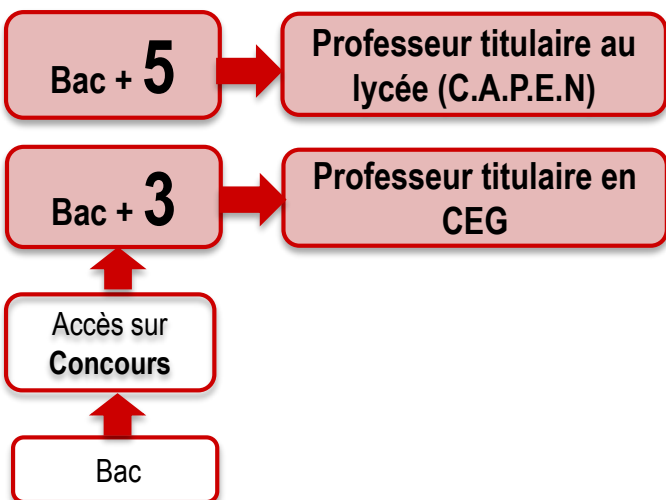 Bac + 5
Professeur titulaire au
lycée (C.A.P.E.N)
Bac + 3
Professeur titulaire en
CEG
Accès sur
Concours
Bac